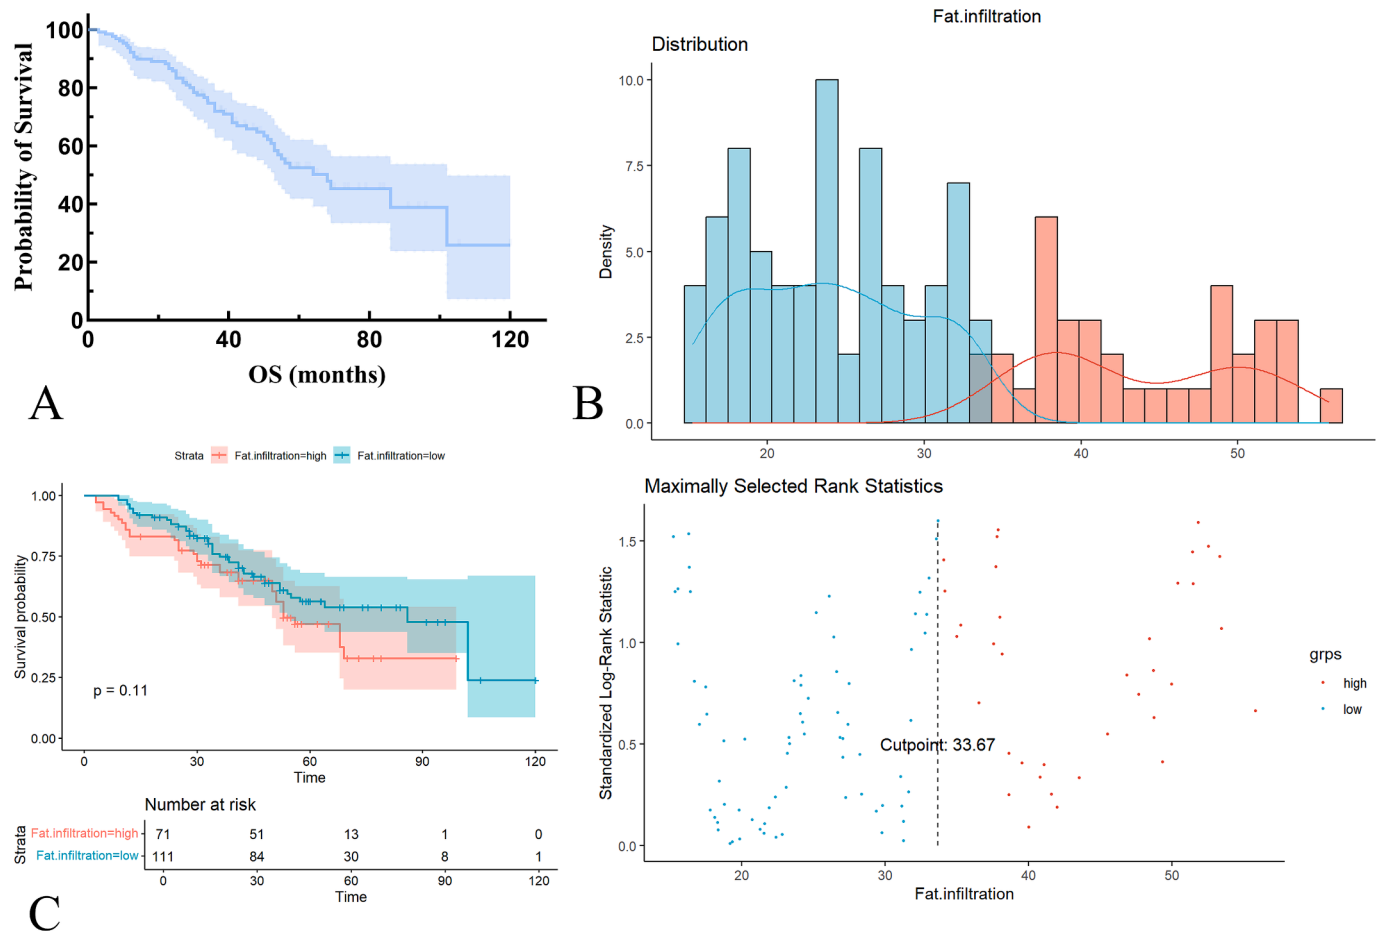 Probability of Survival
100
80
60
40
20
0
0 40 80 120
OS (months)
A
Fat.infiltration
Distribution
Density
10.0
7.5
5.0
2.5
0.0
20 30 40 50
B
Maximally Selected Rank Statistics
Standardized Log-Rank Statistic
1.5
1.0
0.5
0.0
Cutpoint: 33.67
20 30 40 50
Fat.infiltration
grps
high
low
Strata Fat.infiltration=high Fat.infiltration=low
Survival probability
1.00
0.75
0.50
0.25
0.00
p = 0.11
0 30 60 90 120
Time
Number at risk
Strata
Fat.infiltration=high 71 51 13 1 0
Fat.infiltration=low 111 84 30 8 1
0 30 60 90 120
Time
C